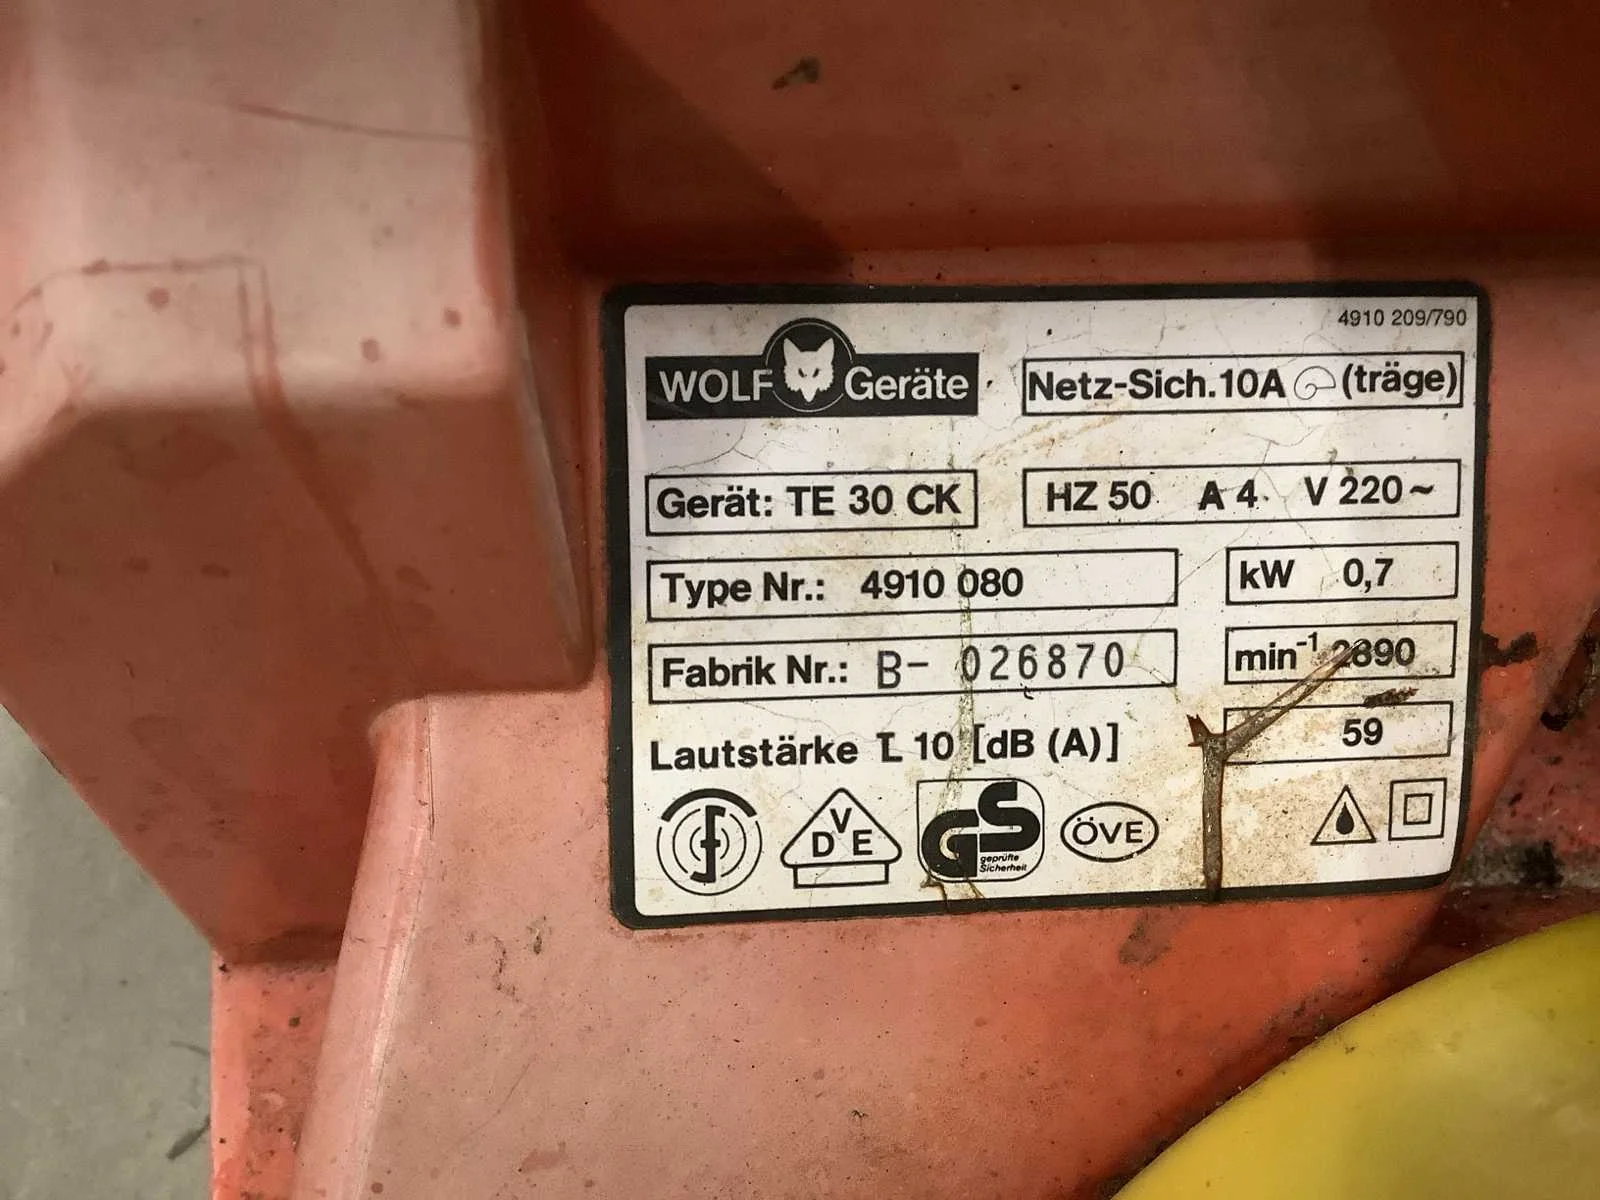 4910 209/790
WOLF Geräte
Netz-Sich. 10A (träge)
Gerät: TE 30 CK
HZ 50 A 4 V 220~
Type Nr.: 4910 080
kW 0,7
Fabrik Nr.: B- 026870
min⁻¹ 2890
Lautstärke L 10 [dB (A)]
59
DVE
GS
geprüfte
Sicherheit
ÖVE